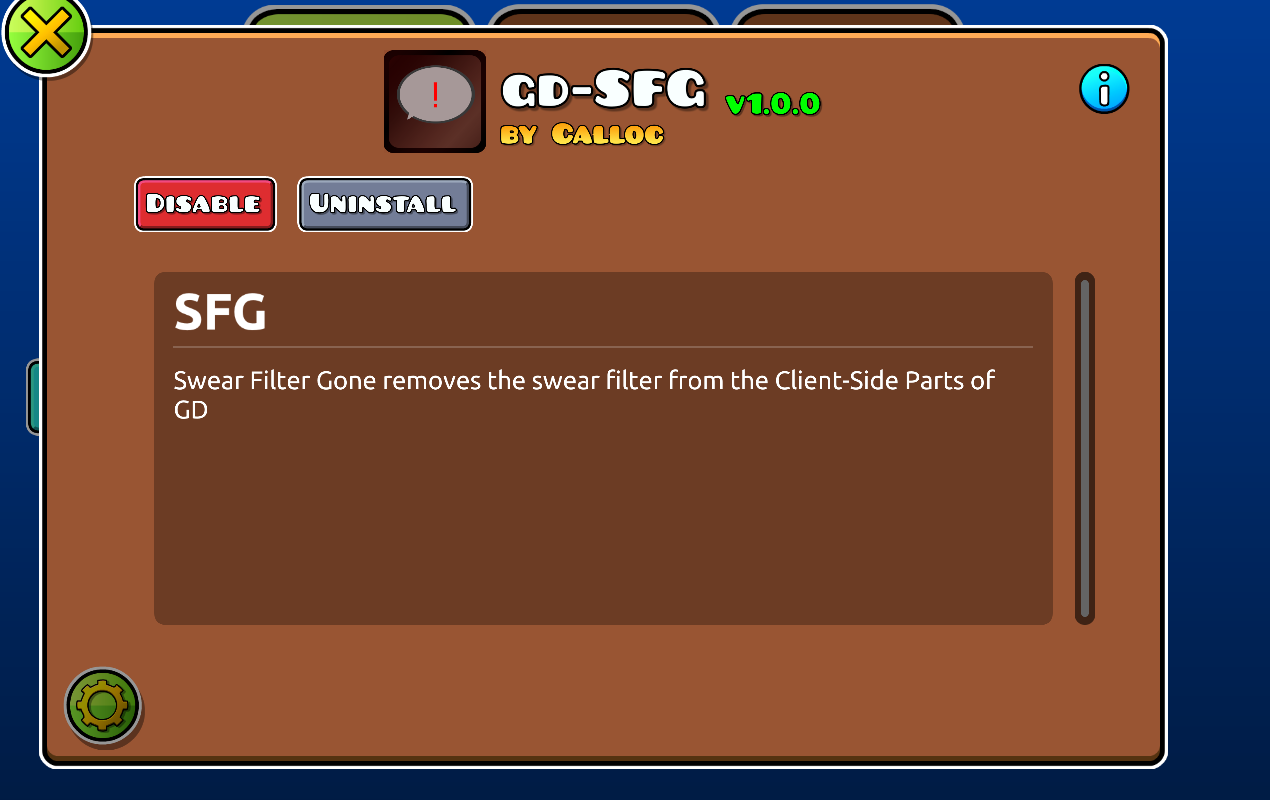 GD-SFG v1.0.0
by Calloc
Disable Uninstall
SFG
Swear Filter Gone removes the swear filter from the Client-Side Parts of
GD